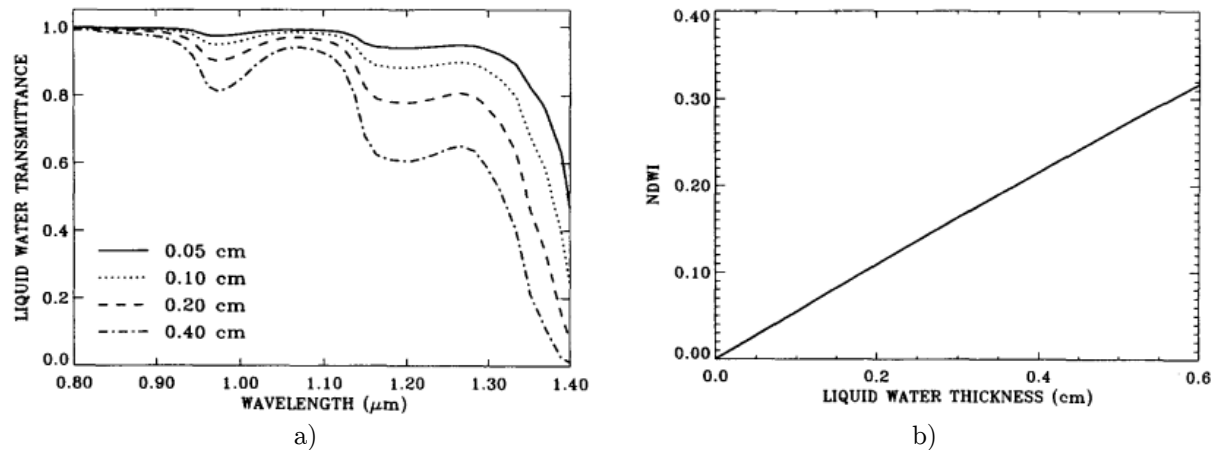 LIQUID WATER TRANSMITTANCE
1.0
0.8
0.6
0.4
0.2
0.0
0.05 cm
0.10 cm
0.20 cm
0.40 cm
0.80 0.90 1.00 1.10 1.20 1.30 1.40
WAVELENGTH (μm)
a)
NDWI
0.40
0.30
0.20
0.10
0.00
0.0 0.2 0.4 0.6
LIQUID WATER THICKNESS (cm)
b)